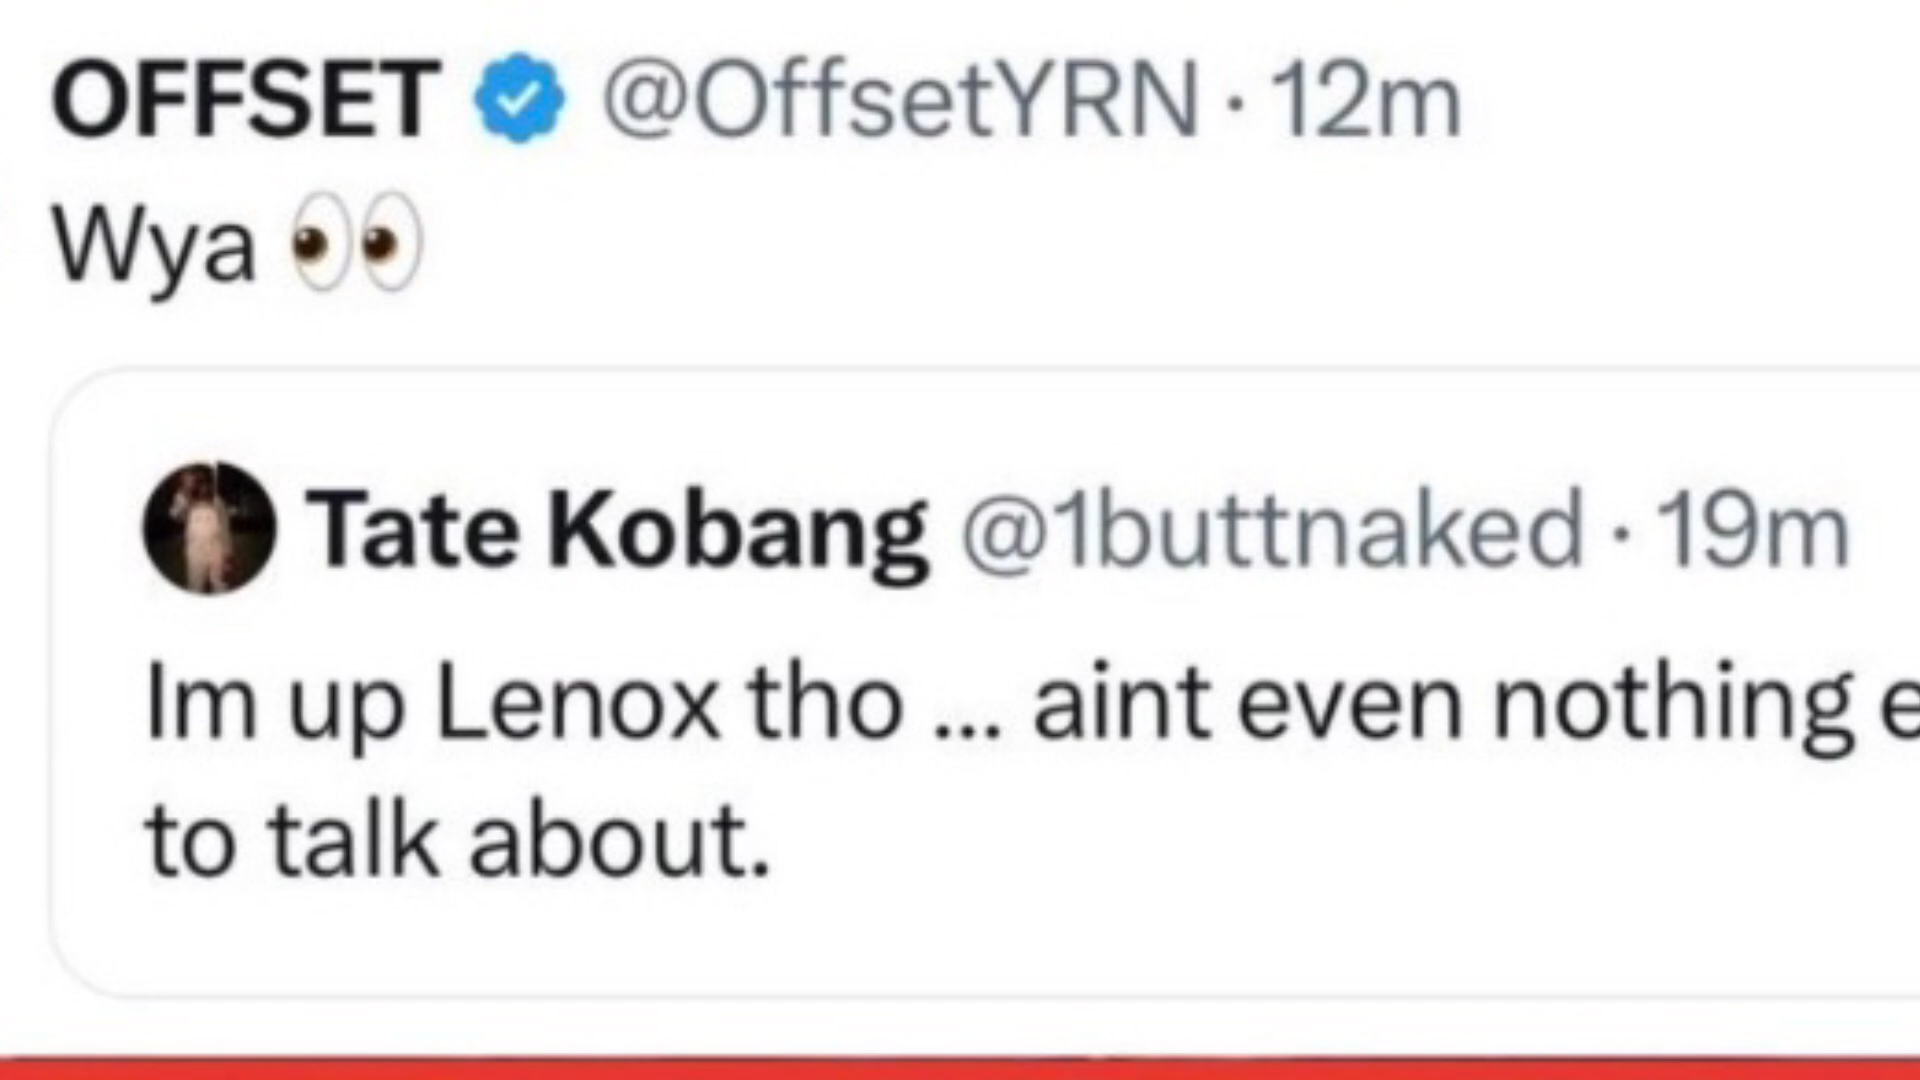 OFFSET @OffsetYRN · 12m
Wya 👀
Tate Kobang @1buttnaked · 19m
Im up Lenox tho ... aint even nothing
to talk about.